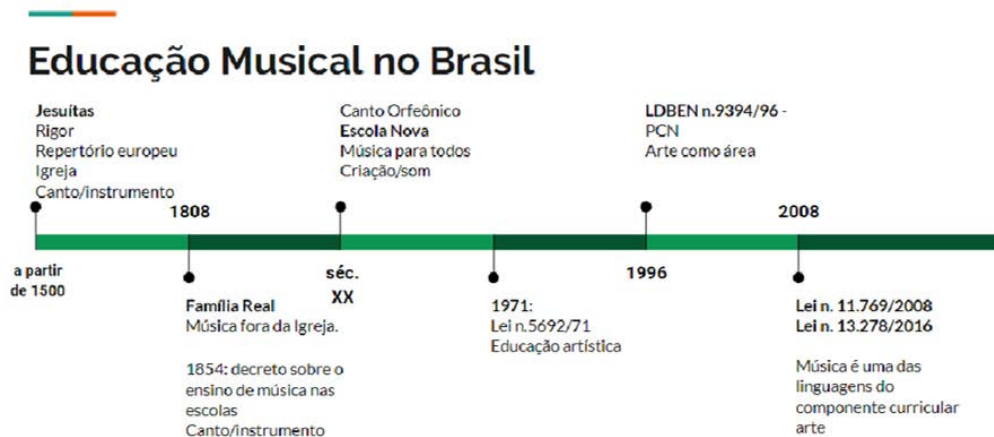 Educação Musical no Brasil
Jesuítas
Rigor
Repertório europeu
Igreja
Canto/instrumento
Canto Orfeônico
Escola Nova
Música para todos
Criação/som
LDBEN n.9394/96 -
PCN
Arte como área
1808
2008
a partir
de 1500
séc.
XX
1996
Família Real
Música fora da Igreja.
1854: decreto sobre o
ensino de música nas
escolas
Canto/instrumento
1971:
Lei n.5692/71
Educação artística
Lei n. 11.769/2008
Lei n. 13.278/2016
Música é uma das
linguagens do
componente curricular
arte